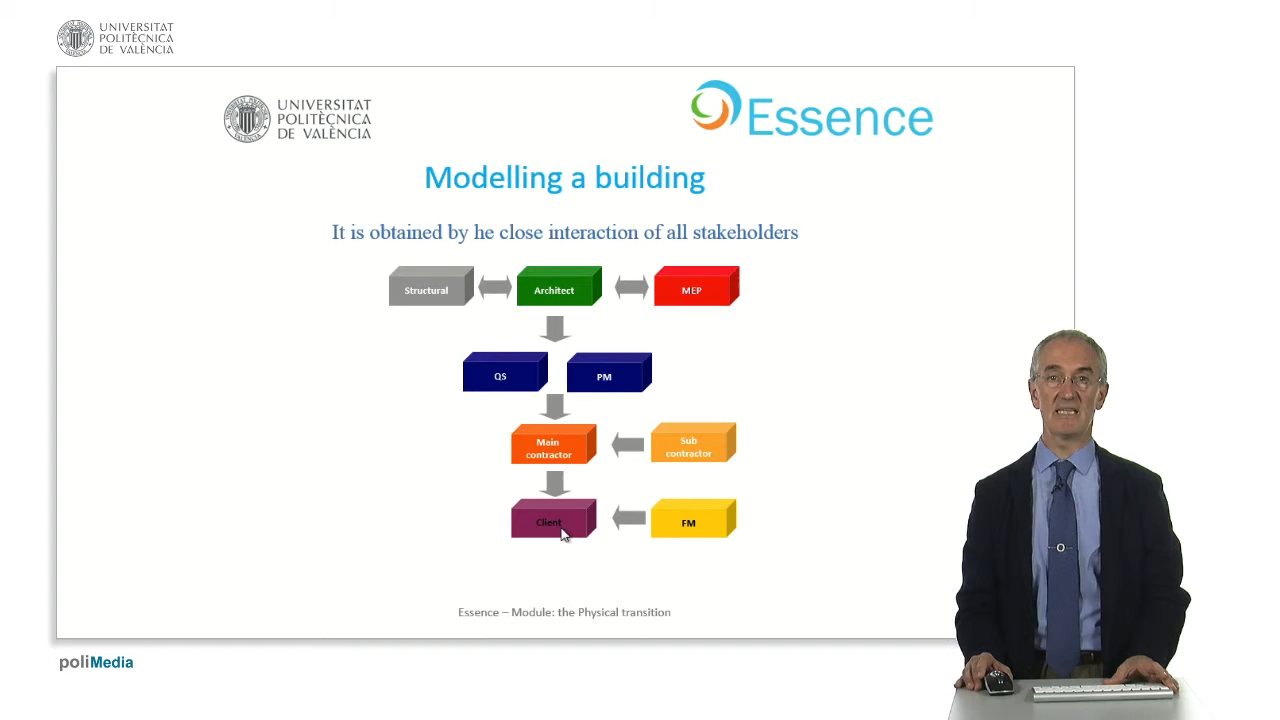 UNIVERSITAT
POLITÈCNICA
DE VALÈNCIA
UNIVERSITAT
POLITÈCNICA
DE VALÈNCIA
Essence
Modelling a building
It is obtained by he close interaction of all stakeholders
Structural
Architect
MEP
QS
PM
Main
contractor
Sub
contractor
Client
FM
Essence – Module: the Physical transition
poliMedia